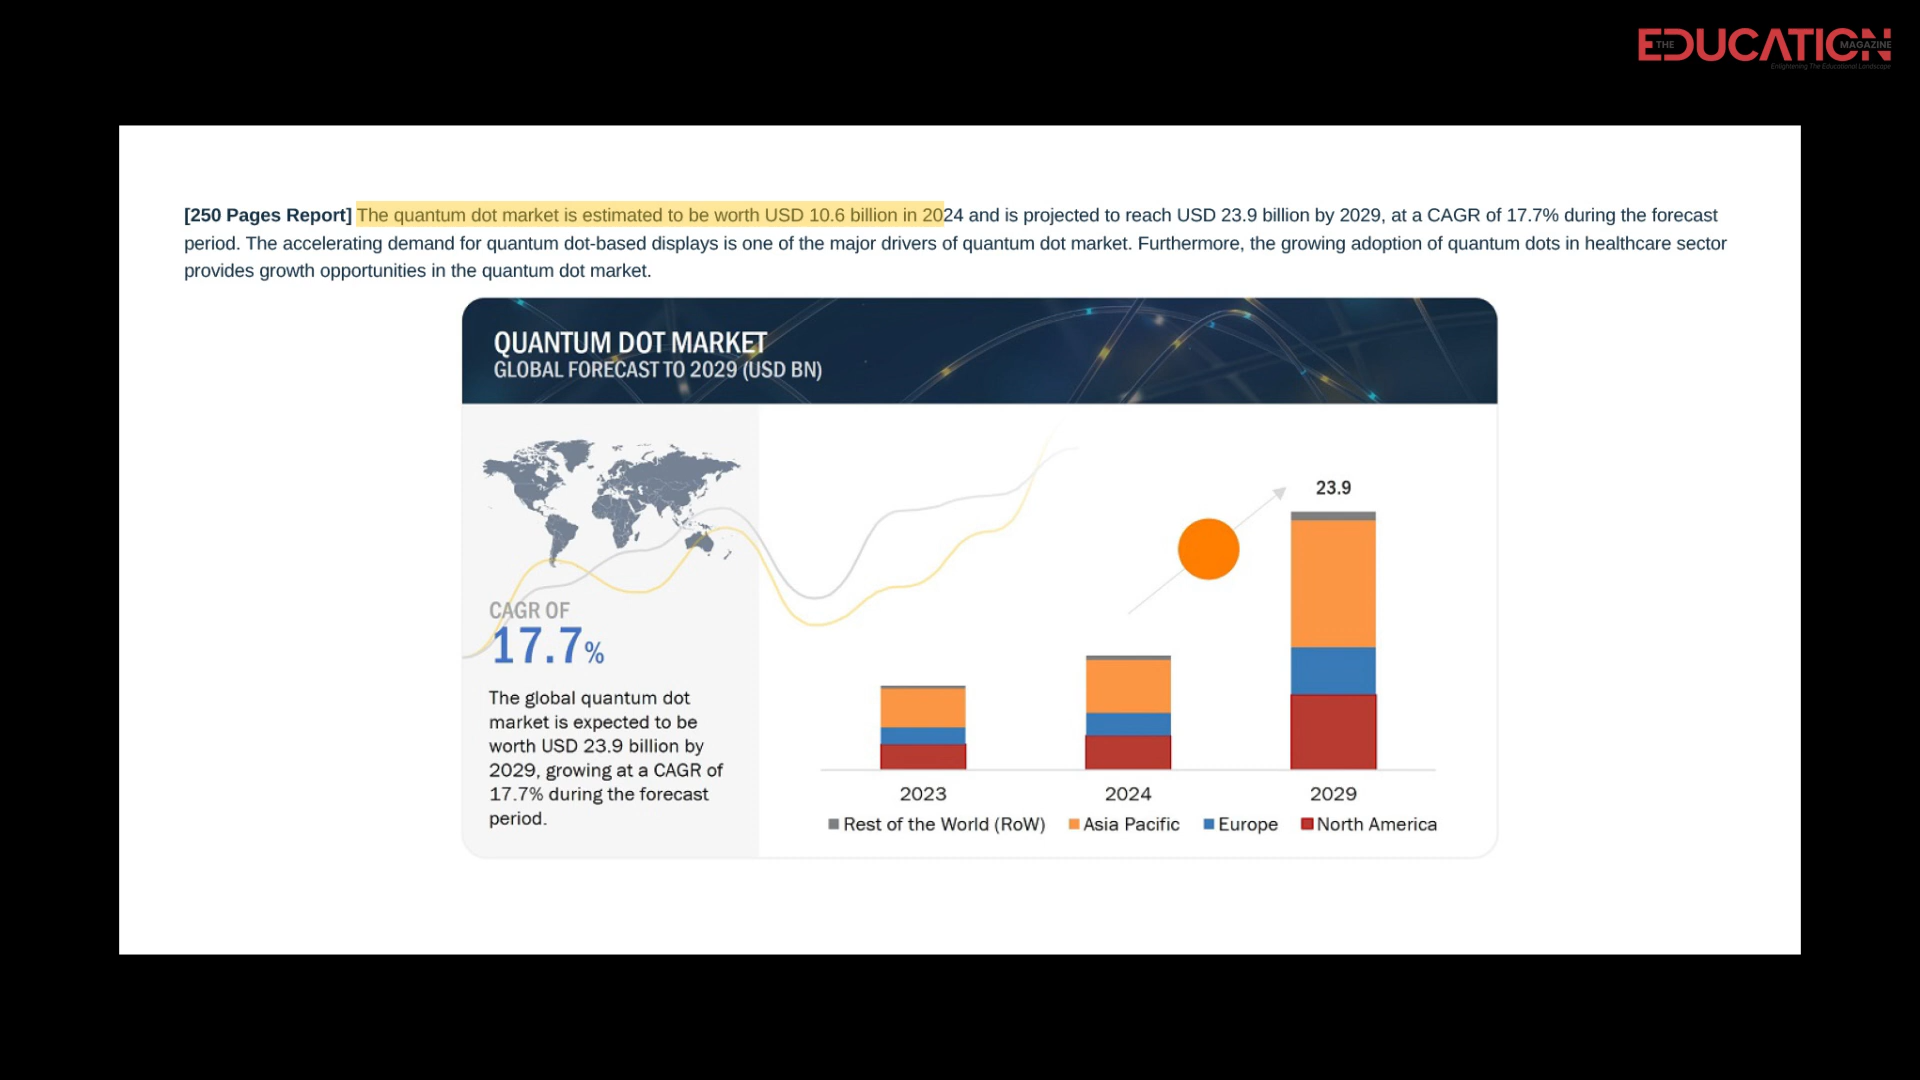 THE EDUCATION MAGAZINE
Enlightening The Educational Landscape
[250 Pages Report] The quantum dot market is estimated to be worth USD 10.6 billion in 2024 and is projected to reach USD 23.9 billion by 2029, at a CAGR of 17.7% during the forecast
period. The accelerating demand for quantum dot-based displays is one of the major drivers of quantum dot market. Furthermore, the growing adoption of quantum dots in healthcare sector
provides growth opportunities in the quantum dot market.
QUANTUM DOT MARKET
GLOBAL FORECAST TO 2029 (USD BN)
CAGR OF
17.7%
The global quantum dot
market is expected to be
worth USD 23.9 billion by
2029, growing at a CAGR of
17.7% during the forecast
period.
23.9
2023 2024 2029
Rest of the World (RoW) Asia Pacific Europe North America